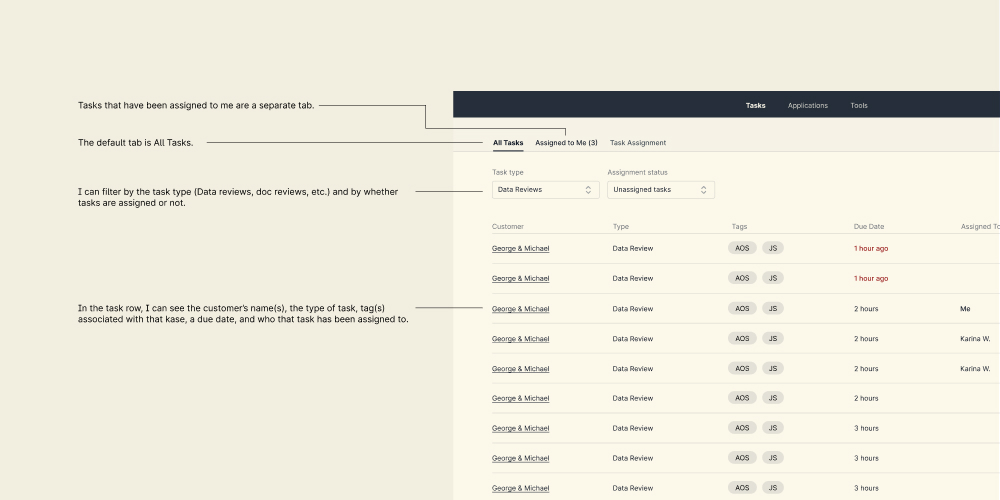 Tasks that have been assigned to me are a separate tab.
Tasks Applications Tools
The default tab is All Tasks.
All Tasks Assigned to Me (3) Task Assignment
Task type Assignment status
I can filter by the task type (Data reviews, doc reviews, etc.) and by whether
tasks are assigned or not.
Data Reviews Unassigned tasks
Customer Type Tags Due Date Assigned To
George & Michael Data Review AOS JS 1 hour ago
George & Michael Data Review AOS JS 1 hour ago
In the task row, I can see the customer's name(s), the type of task, tag(s)
associated with that kase, a due date, and who that task has been assigned to.
George & Michael Data Review AOS JS 2 hours Me
George & Michael Data Review AOS JS 2 hours Karina W.
George & Michael Data Review AOS JS 2 hours Karina W.
George & Michael Data Review AOS JS 2 hours
George & Michael Data Review AOS JS 3 hours
George & Michael Data Review AOS JS 3 hours
George & Michael Data Review AOS JS 3 hours